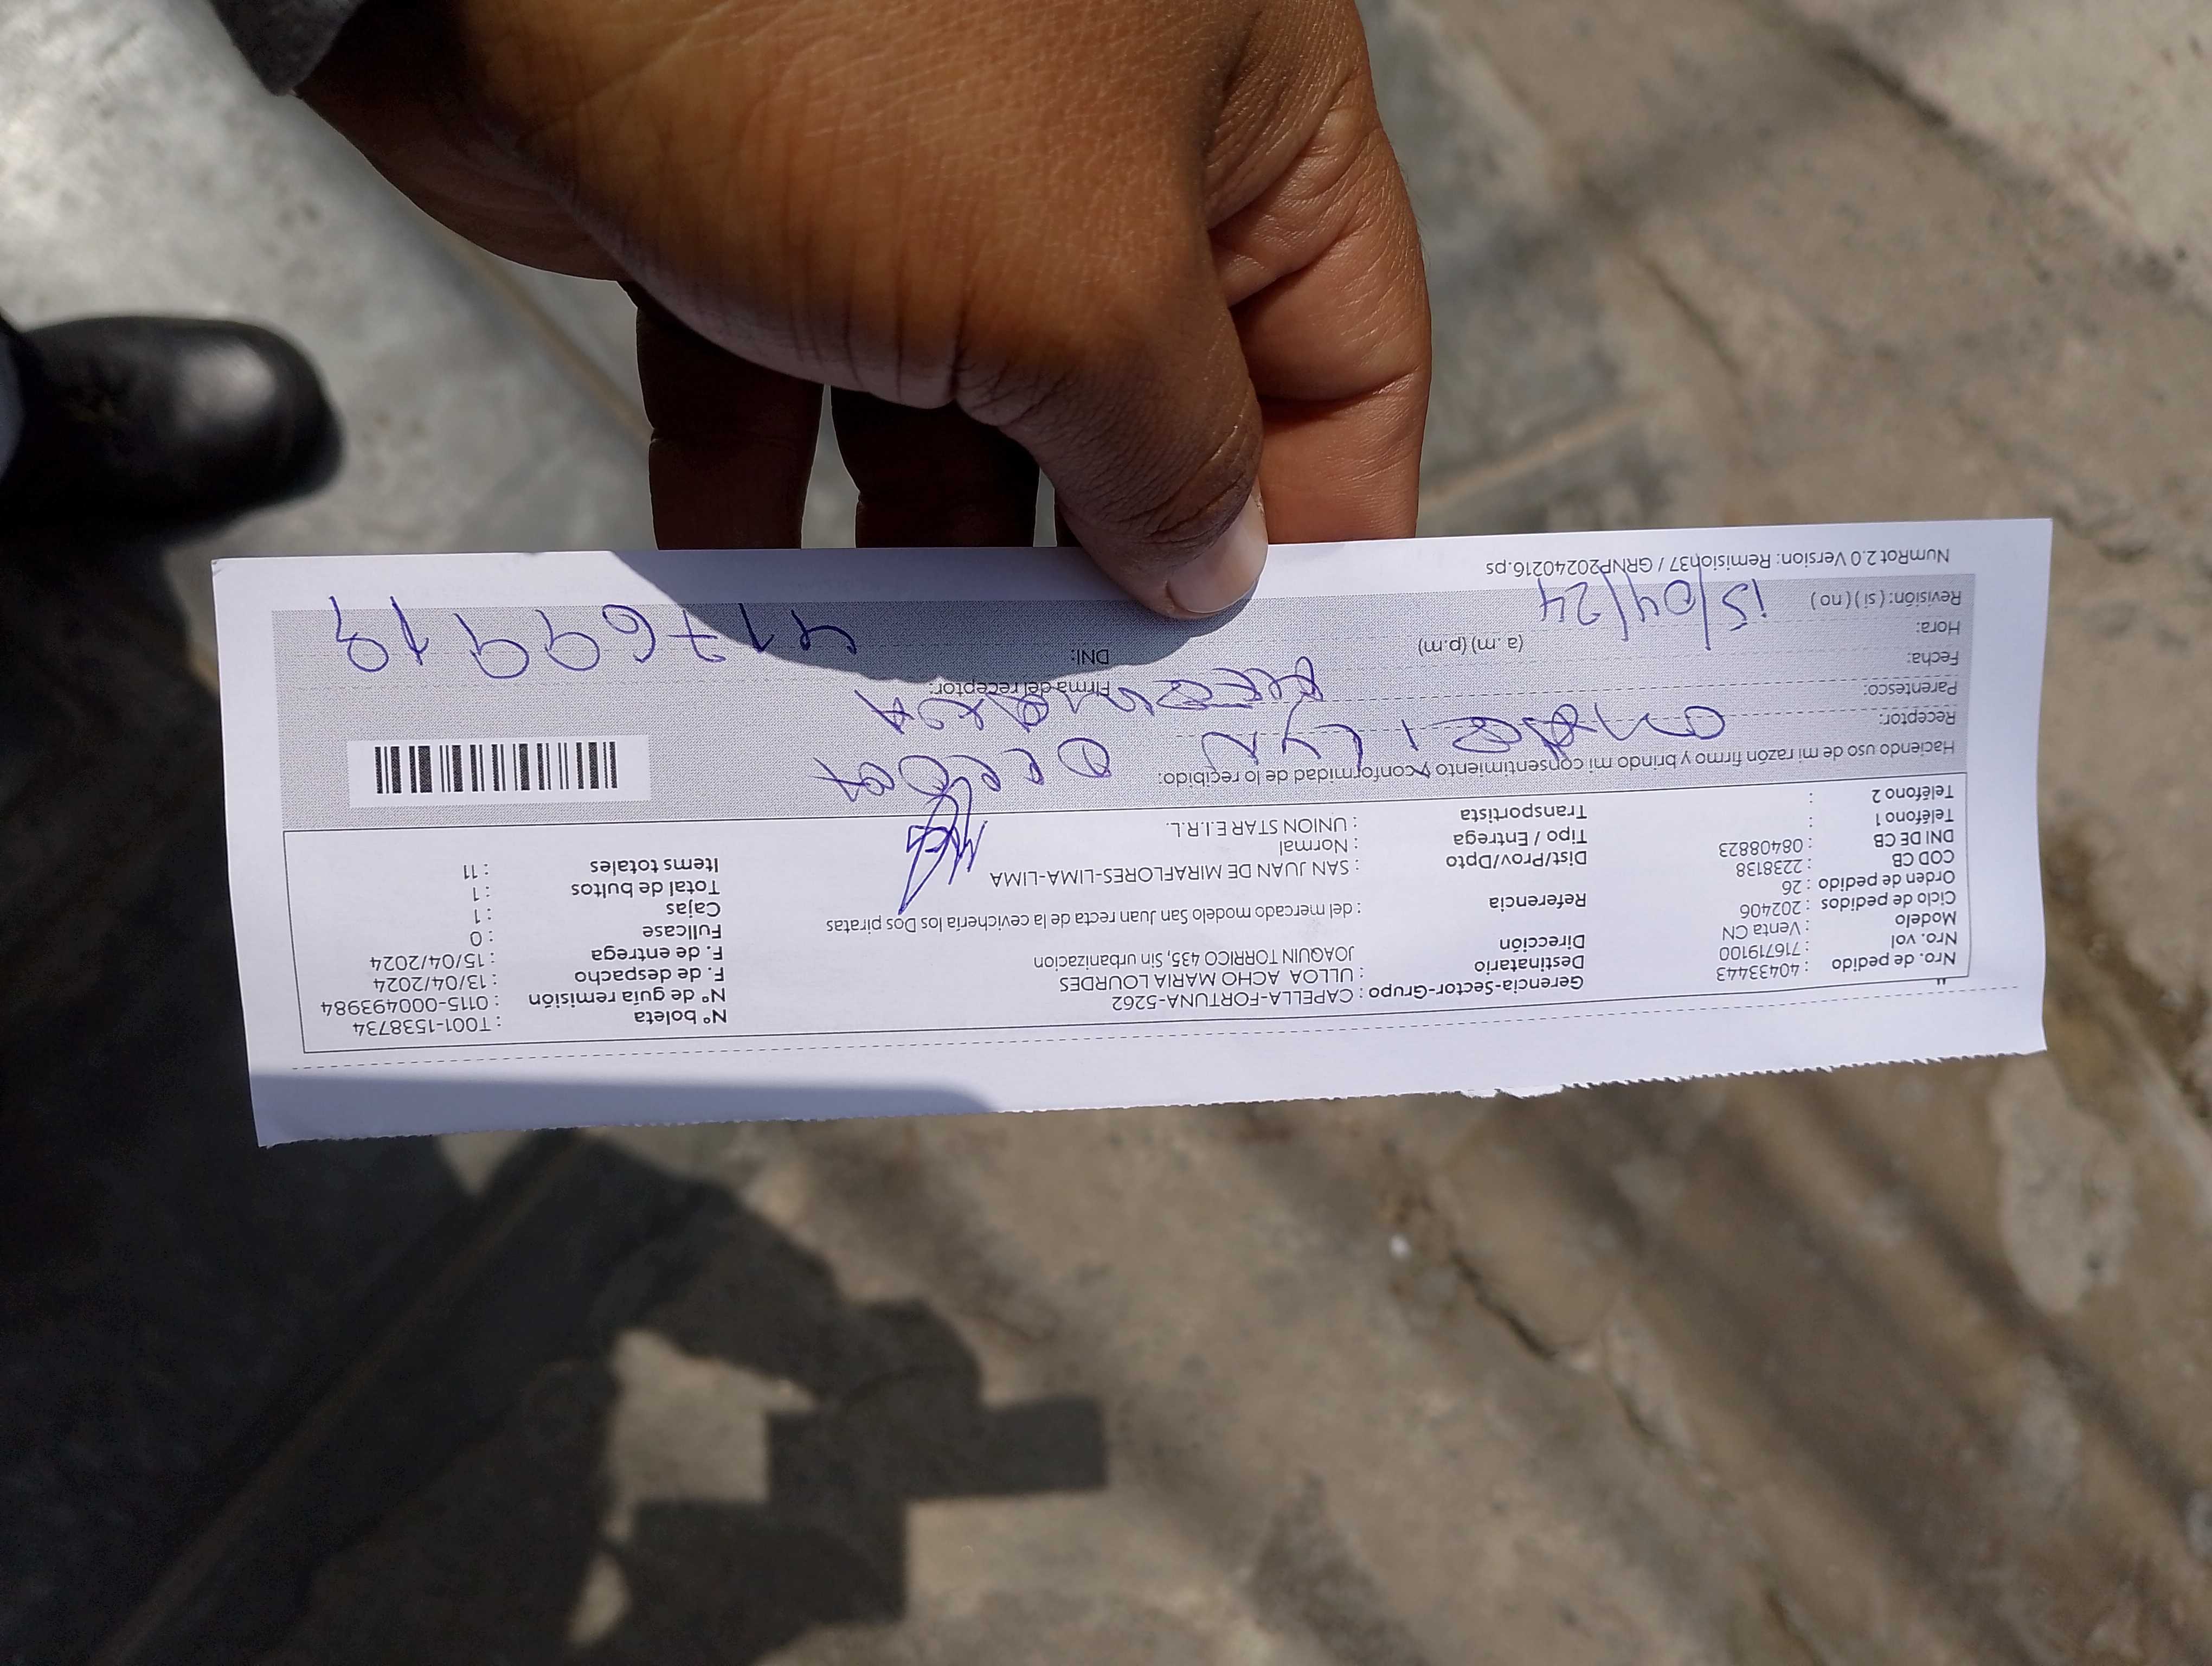 Nro. de pedido : 40433443
Nro. vol : 71679100
Modelo : Venta CN
Ciclo de pedidos : 202406
Orden de pedido : 26
COD CB : 2238138
DNI DE CB : 08408823
Teléfono 1 :
Teléfono 2 :
Gerencia-Sector-Grupo : CAPELLA-FORTUNA-5262
Destinatario : ULLOA ACHO MARIA LOURDES
Dirección JOAQUIN TORRICO 435, Sin urbanizacion
Referencia : del mercado modelo San Juan de la recta de la cevichería los Dos piratas
Dist/Prov/Dpto : SAN JUAN DE MIRAFLORES-LIMA-LIMA
Tipo / Entrega : Normal
Transportista : UNION STAR E.I.R.L.
N° boleta : T001-1538734
N° de guía remisión : 0115-000493984
F. de despacho : 13/04/2024
F. de entrega : 15/04/2024
Fullcase : 0
Cajas : 1
Total de bultos : 1
Items totales : 11
Haciendo uso de mi razón firmo y brindo mi consentimiento y conformidad de lo recibido:
Receptor:
Parentesco:
Firma del receptor:
Fecha:
DNI:
Hora: (a .m) (p.m)
15/04/24
Revisión: ( si ) ( no )
NumRot 2.0 Version: Remision37 / GRNP20240216.ps